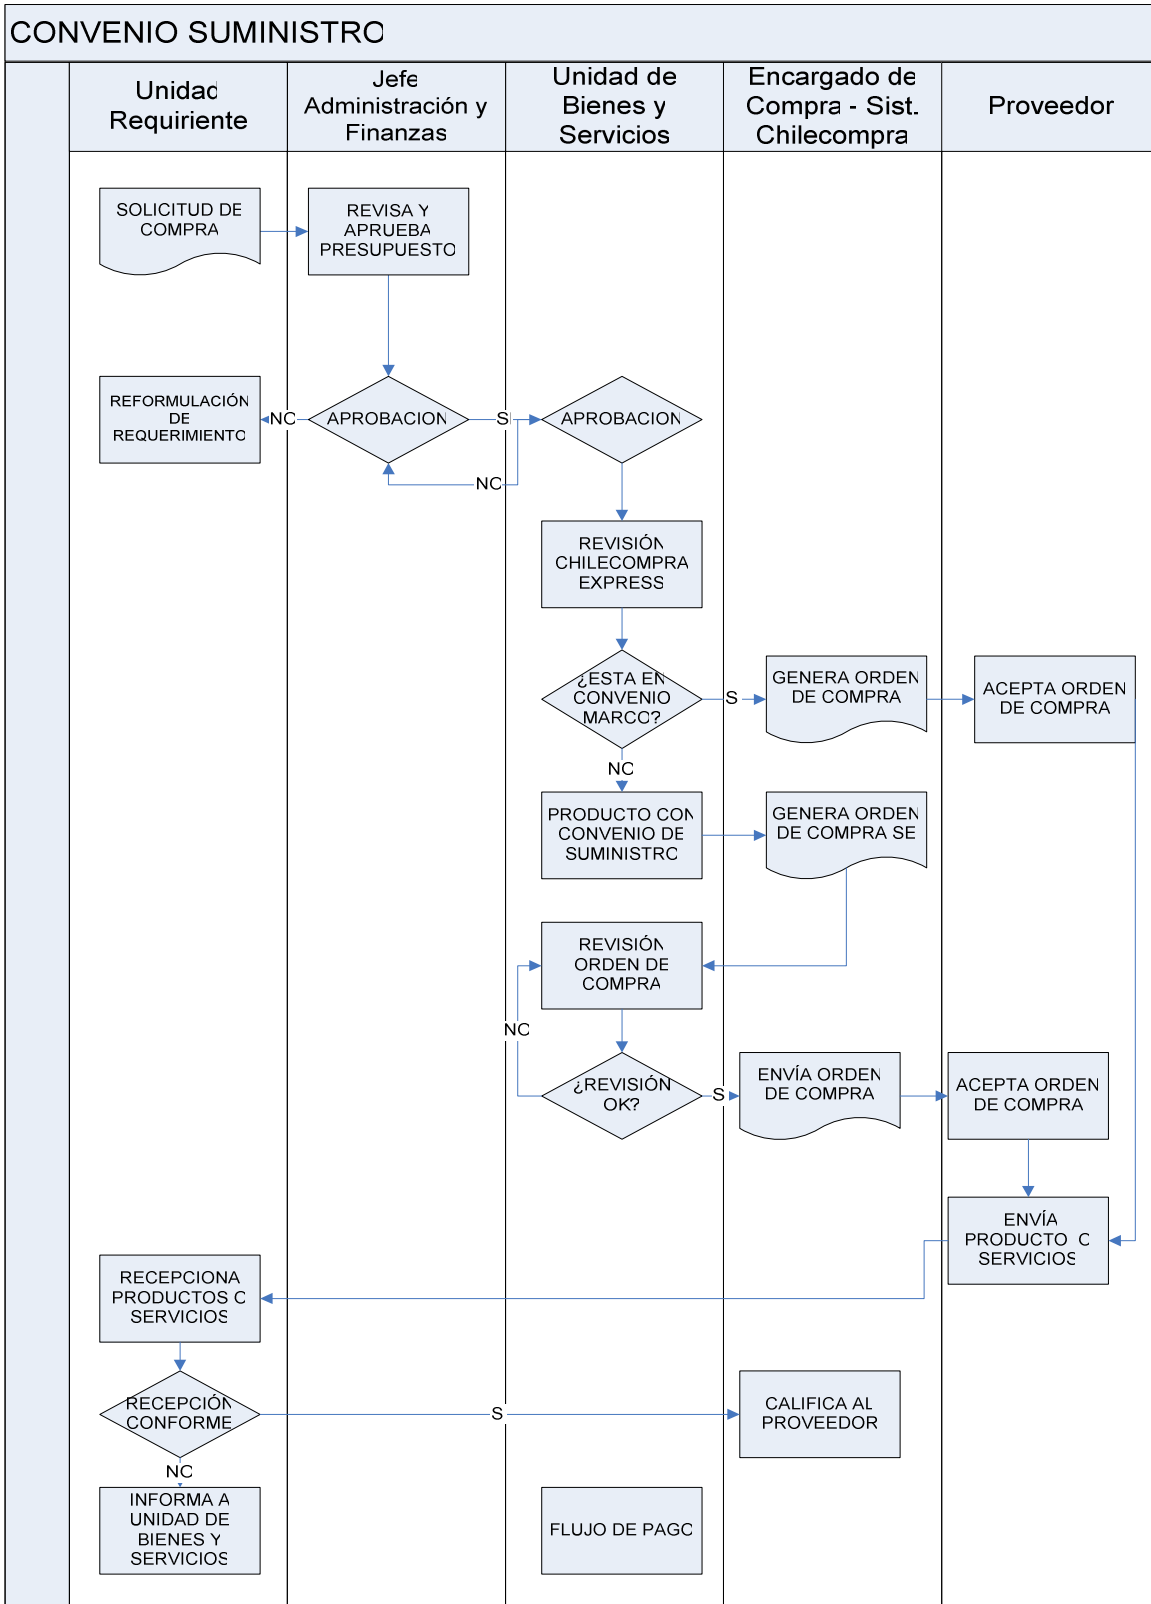 CONVENIO SUMINISTRO
Unidad
Requiriente
Jefe
Administración y
Finanzas
Unidad de
Bienes y
Servicios
Encargado de
Compra - Sist.
Chilecompra
Proveedor
SOLICITUD DE
COMPRA
REVISA Y
APRUEBA
PRESUPUESTO
REFORMULACIÓN
DE
REQUERIMIENTO
NO
APROBACION
SI
APROBACION
NO
REVISIÓN
CHILECOMPRA
EXPRESS
¿ESTA EN
CONVENIO
MARCO?
S
GENERA ORDEN
DE COMPRA
ACEPTA ORDEN
DE COMPRA
NO
PRODUCTO CON
CONVENIO DE
SUMINISTRO
GENERA ORDEN
DE COMPRA SE
REVISIÓN
ORDEN DE
COMPRA
NO
¿REVISIÓN
OK?
S
ENVÍA ORDEN
DE COMPRA
ACEPTA ORDEN
DE COMPRA
ENVÍA
PRODUCTO O
SERVICIOS
RECEPCIONA
PRODUCTOS O
SERVICIOS
RECEPCIÓN
CONFORME
S
CALIFICA AL
PROVEEDOR
NO
INFORMA A
UNIDAD DE
BIENES Y
SERVICIOS
FLUJO DE PAGO